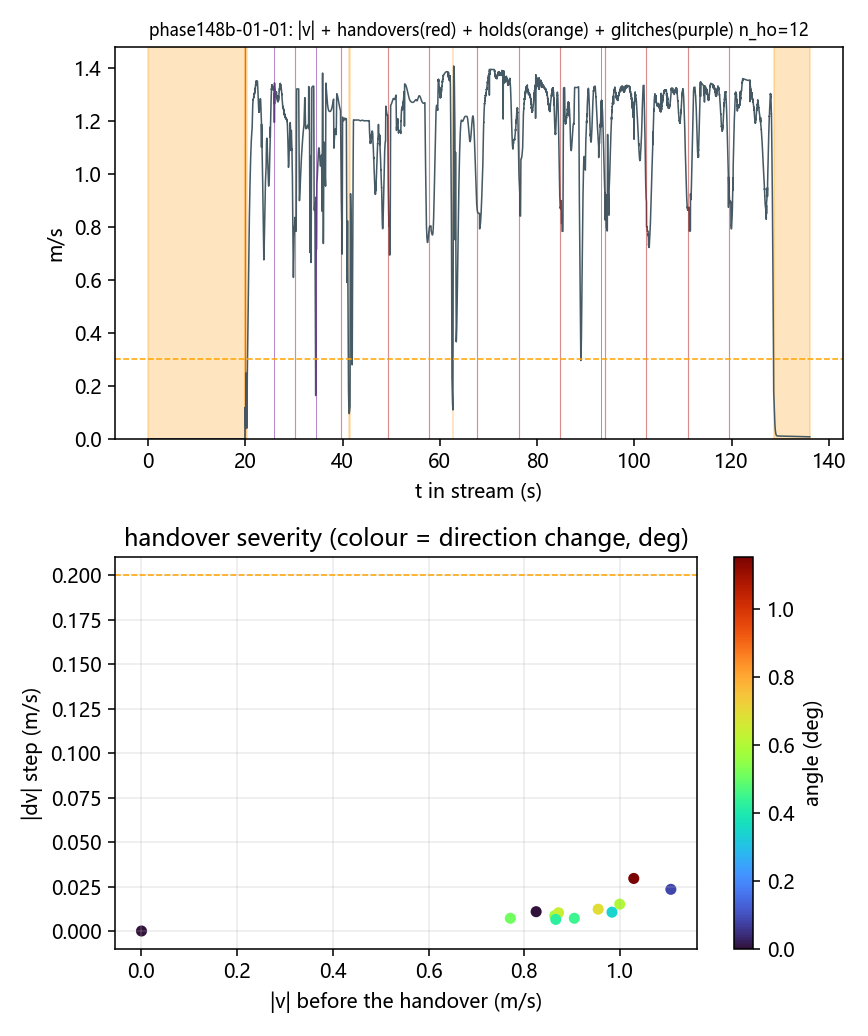 phase148b-01-01: |v| + handovers(red) + holds(orange) + glitches(purple) n_ho=12
1.4
1.2
1.0
0.8
0.6
0.4
0.2
0.0
m/s
0 20 40 60 80 100 120 140
t in stream (s)
handover severity (colour = direction change, deg)
0.200
0.175
0.150
0.125
0.100
0.075
0.050
0.025
0.000
|dv| step (m/s)
0.0 0.2 0.4 0.6 0.8 1.0
|v| before the handover (m/s)
1.0
0.8
0.6
0.4
0.2
0.0
angle (deg)